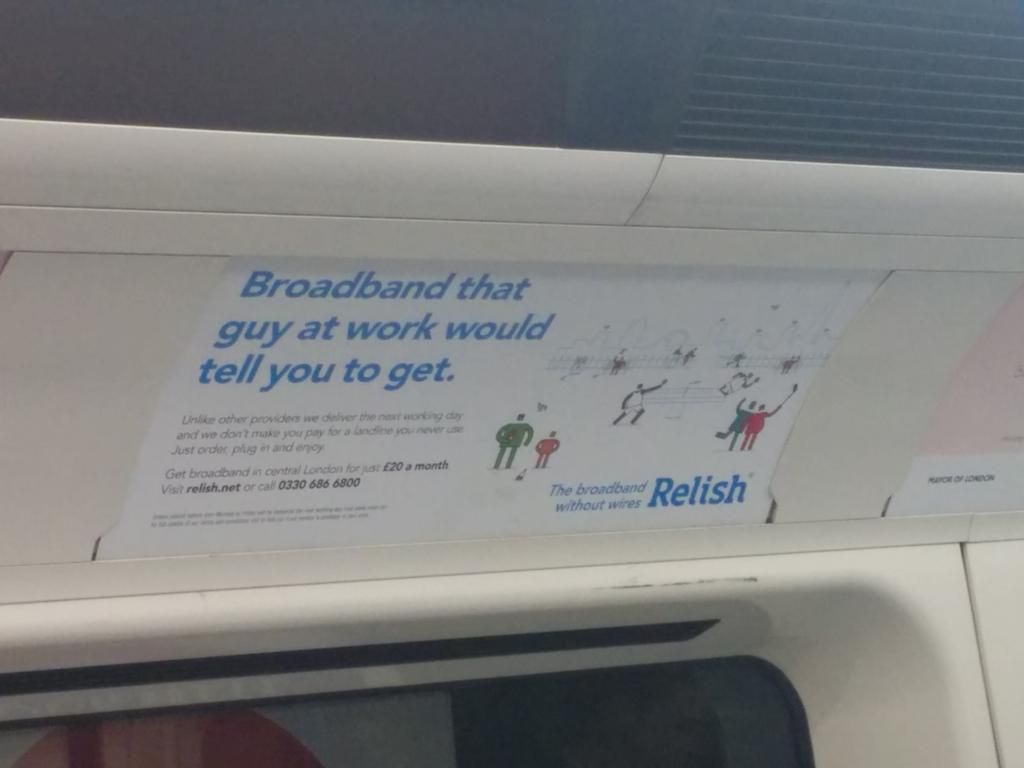 Broadband that
guy at work would
tell you to get.
Unlike other providers we deliver the next working day
and we don't make you pay for a landline you never use
Just order, plug in and enjoy.
Get broadband in central London for just £20 a month
Visit relish.net or call 0330 686 6800
The broadband
without wires
Relish
MAYOR OF LONDON